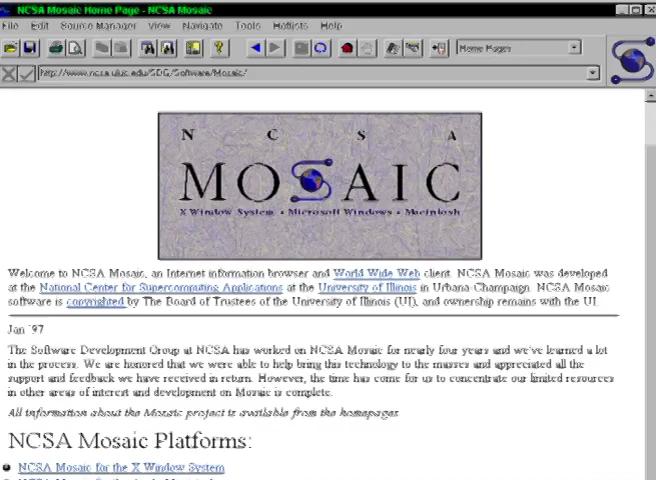 NCSA Mosaic Home Page - NCSA Mosaic
File Edit Source Manager View Navigate Tools Hotlists Help
Home Pages
http://www.ncsa.uiuc.edu/SDG/Software/Mosaic/
N C S A
MOSAIC
X Window System • Microsoft Windows • Macintosh
Welcome to NCSA Mosaic, an Internet information browser and World Wide Web client. NCSA Mosaic was developed
at the National Center for Supercomputing Applications at the University of Illinois in Urbana-Champaign. NCSA Mosaic
software is copyrighted by The Board of Trustees of the University of Illinois (UI), and ownership remains with the UI.
Jan '97
The Software Development Group at NCSA has worked on NCSA Mosaic for nearly four years and we've learned a lot
in the process. We are honored that we were able to help bring this technology to the masses and appreciated all the
support and feedback we have received in return. However, the time has come for us to concentrate our limited resources
in other areas of interest and development on Mosaic is complete.
All information about the Mosaic project is available from the homepages.
NCSA Mosaic Platforms:
NCSA Mosaic for the X Window System